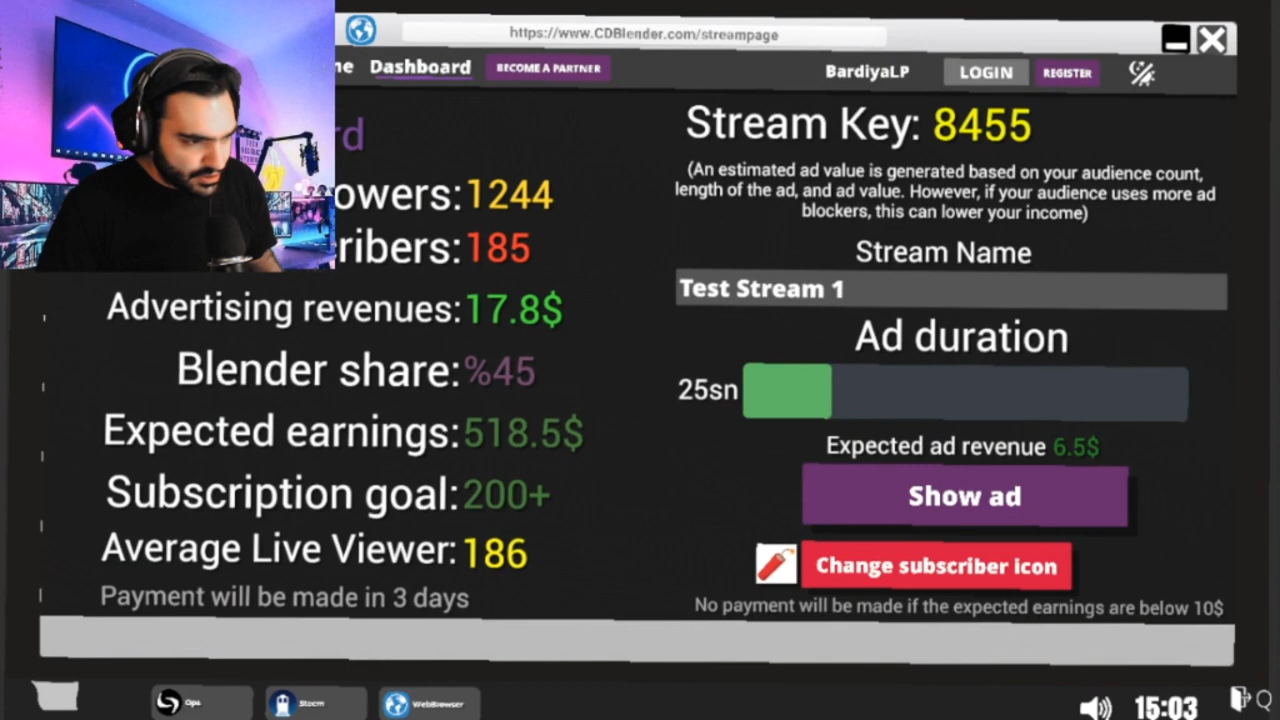 https://www.CDBlender.com/streampage
Dashboard
BECOME A PARTNER
BardiyaLP
LOGIN
REGISTER
Stream Key: 8455
(An estimated ad value is generated based on your audience count,
length of the ad, and ad value. However, if your audience uses more ad
blockers, this can lower your income)
owers: 1244
ribers: 185
Advertising revenues: 17.8$
Blender share: %45
Expected earnings: 518.5$
Subscription goal: 200+
Average Live Viewer: 186
Payment will be made in 3 days
Stream Name
Test Stream 1
Ad duration
25sn
Expected ad revenue 6.5$
Show ad
Change subscriber icon
No payment will be made if the expected earnings are below 10$
Ops
Storm
WebBrowser
15:03
Q